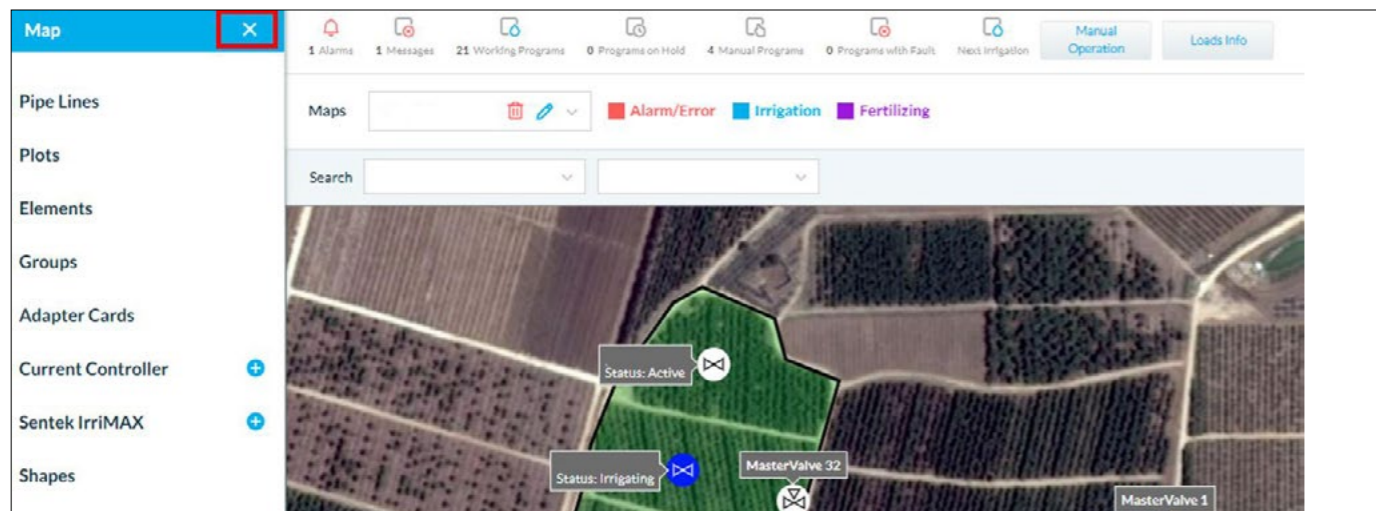 Map
1 Alarms
1 Messages
21 Working Programs
0 Programs on Hold
4 Manual Programs
0 Programs with Fault
Next Irrigation
Manual
Operation
Loads Info
Pipe Lines
Plots
Elements
Groups
Adapter Cards
Current Controller
Sentek IrriMAX
Shapes
Maps
Alarm/Error
Irrigation
Fertilizing
Search
Status: Active
Status: Irrigating
MasterValve 32
MasterValve 1